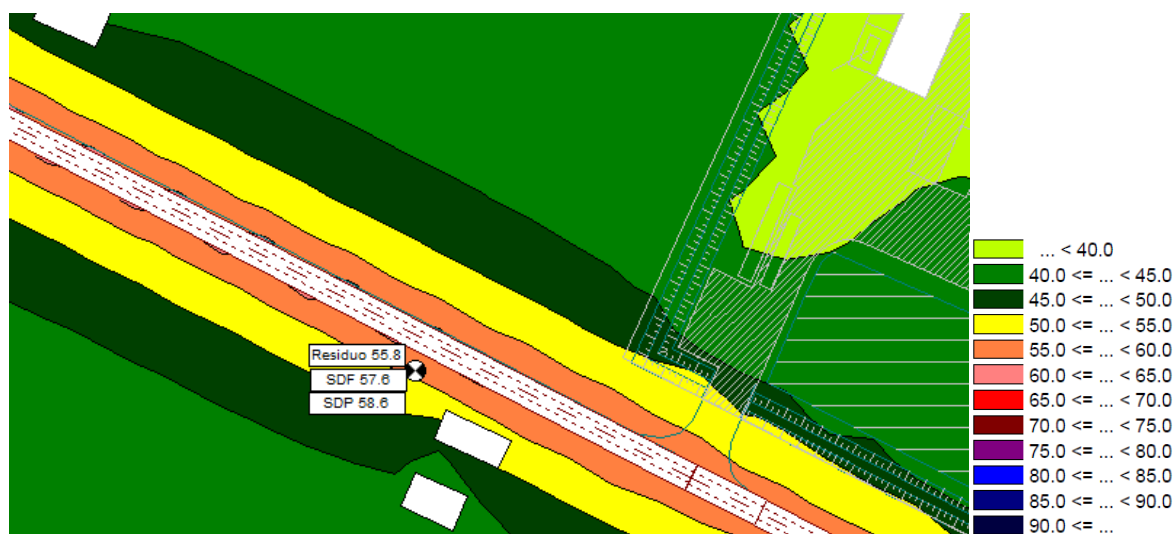 Residuo 55.8
SDF 57.6
SDP 58.6
... < 40.0
40.0 <= ... < 45.0
45.0 <= ... < 50.0
50.0 <= ... < 55.0
55.0 <= ... < 60.0
60.0 <= ... < 65.0
65.0 <= ... < 70.0
70.0 <= ... < 75.0
75.0 <= ... < 80.0
80.0 <= ... < 85.0
85.0 <= ... < 90.0
90.0 <= ...